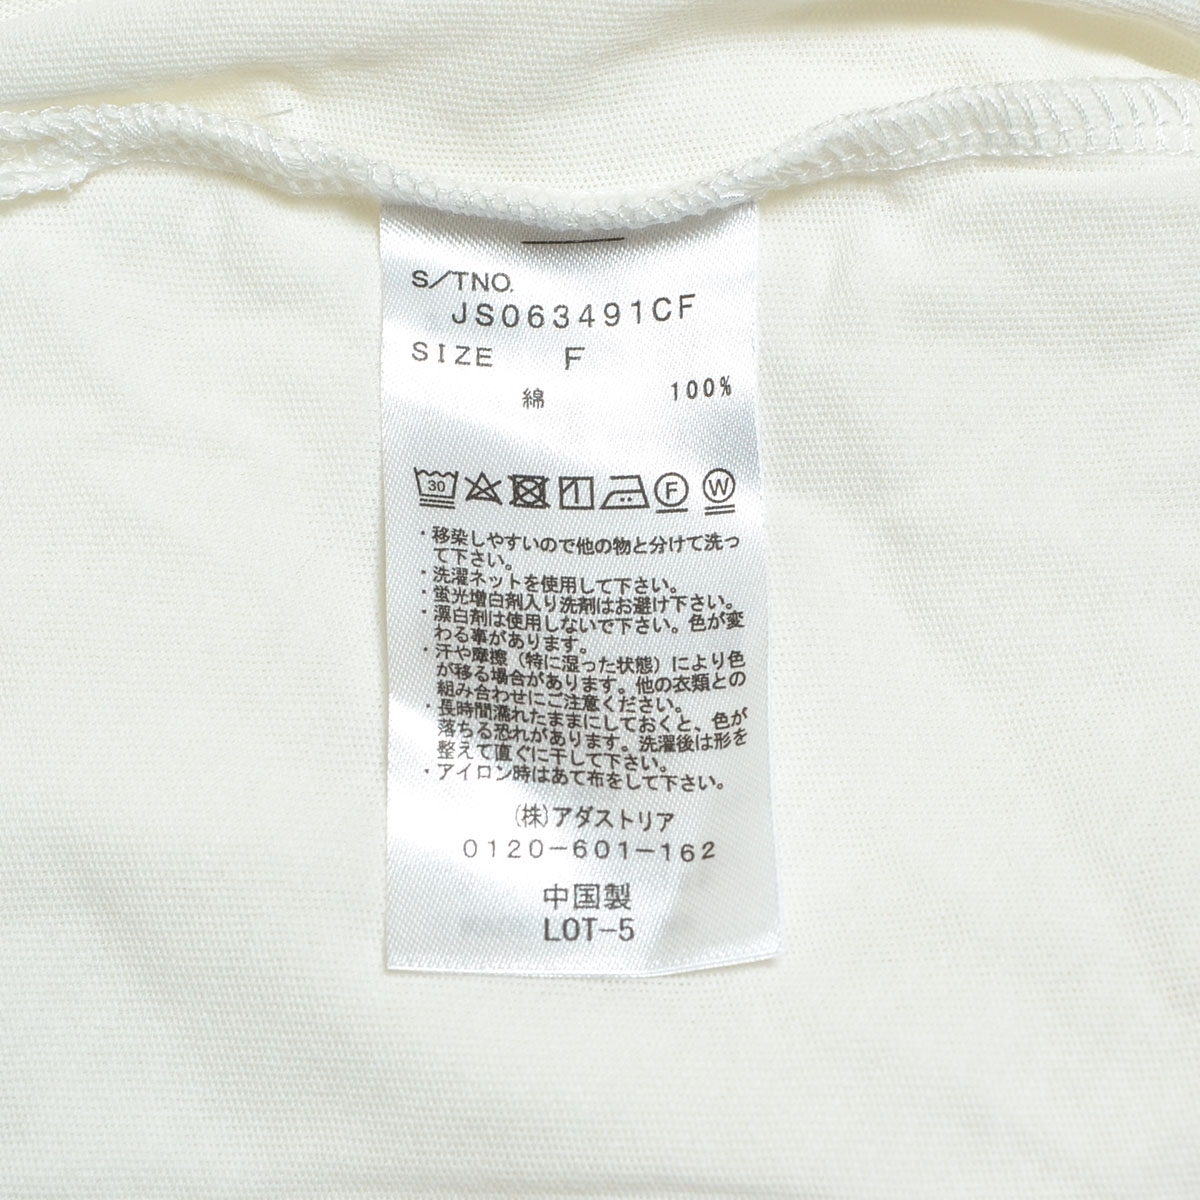 S/TNO.
JS063491CF
SIZE F
綿 100%
30 F W
・移染しやすいので他の物と分けて洗っ
て下さい。
・洗濯ネットを使用して下さい。
・蛍光増白剤入り洗剤はお避け下さい。
・漂白剤は使用しないで下さい。色が変
わる事があります。
・汗や摩擦（特に湿った状態）により色
が移る場合があります。他の衣類との
組み合わせにご注意ください。
・長時間濡れたままにしておくと、色が
落ちる恐れがあります。洗濯後は形を
整えて直ぐに干して下さい。
・アイロン時はあて布をして下さい。
(株)アダストリア
0120-601-162
中国製
LOT-5